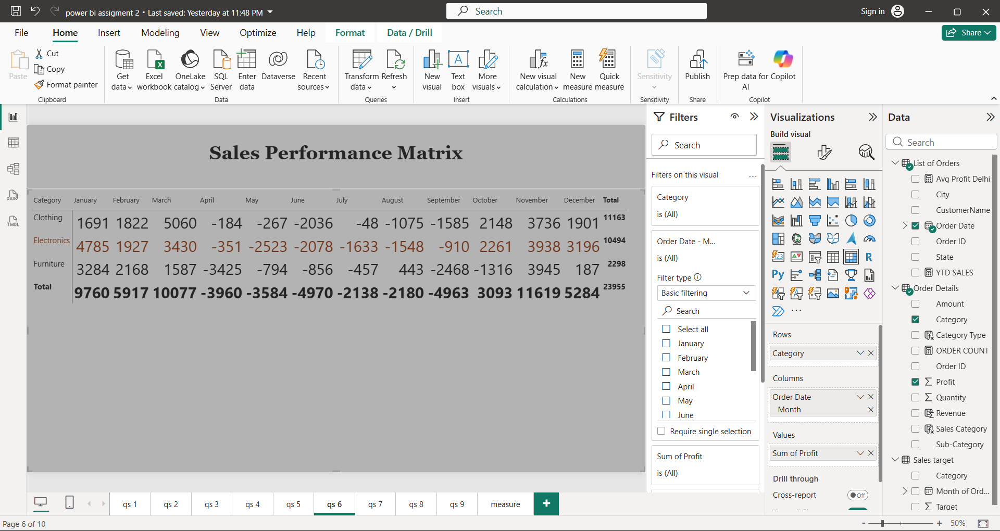 power bi assigment 2 • Last saved: Yesterday at 11:48 PM
Search
Sign in
File Home Insert Modeling View Optimize Help Format Data / Drill
Share
Paste
Cut
Copy
Format painter
Clipboard
Get data
Excel workbook
OneLake catalog
SQL Server
Enter data
Dataverse
Recent sources
Data
Transform data
Refresh
Queries
New visual
Text box
More visuals
Insert
New visual calculation
New measure
Quick measure
Calculations
Sensitivity
Sensitivity
Publish
Share
Prep data for AI
Copilot
Copilot
Sales Performance Matrix
Category January February March April May June July August September October November December Total
Clothing 1691 1822 5060 -184 -267 -2036 -48 -1075 -1585 2148 3736 1901 11163
Electronics 4785 1927 3430 -351 -2523 -2078 -1633 -1548 -910 2261 3938 3196 10494
Furniture 3284 2168 1587 -3425 -794 -856 -457 443 -2468 -1316 3945 187 2298
Total 9760 5917 10077 -3960 -3584 -4970 -2138 -2180 -4963 3093 11619 5284 23955
Filters
Search
Filters on this visual ...
Category
is (All)
Order Date - M...
is (All)
Filter type
Basic filtering
Search
Select all
January
February
March
April
May
June
Require single selection
Sum of Profit
is (All)
Visualizations
Build visual
123
R
Py
...
Rows
Category
Columns
Order Date
Month
Values
Sum of Profit
Drill through
Cross-report
Off
Data
Search
List of Orders
Avg Profit Delhi
City
CustomerName
Order Date
Order ID
State
YTD SALES
Order Details
Amount
Category
Category Type
ORDER COUNT
Order ID
Profit
Quantity
Revenue
Sales Category
Sub-Category
Sales target
Category
Month of Ord...
Target
DAX
TMDL
qs 1 qs 2 qs 3 qs 4 qs 5 qs 6 qs 7 qs 8 qs 9 measure +
Page 6 of 10
- + 50%